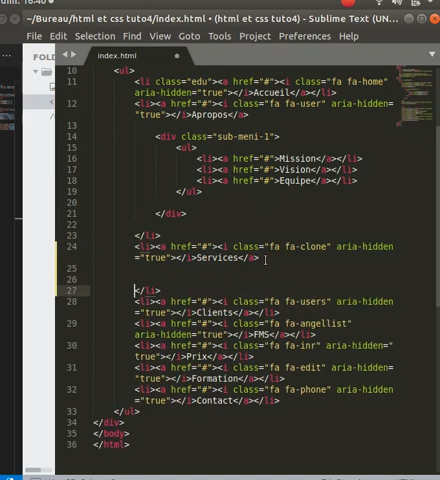 ~/Bureau/html et css tuto4/index.html • (html et css tuto4) - Sublime Text (UN...
File Edit Selection Find View Goto Tools Project Preferences Help
FOLD
index.html
10 <ul>
11 <li class="edu"><a href="#"><i class="fa fa-home"
aria-hidden="true"></i>Accueil</a></li>
12 <li><a href="#"><i class="fa fa-user" aria-hidden=
"true"></i>Apropos</a>
13
14 <div class="sub-meni-1">
15 <ul>
16 <li><a href="#">Mission</a></li>
17 <li><a href="#">Vision</a></li>
18 <li><a href="#">Equipe</a></li>
19 </ul>
20
21 </div>
22
23 </li>
24 <li><a href="#"><i class="fa fa-clone" aria-hidden
="true"></i>Services</a>
25
26
27 </li>
28 <li><a href="#"><i class="fa fa-users" aria-hidden
="true"></i>Clients</a></li>
29 <li><a href="#"><i class="fa fa-angellist"
aria-hidden="true"></i>FMS</a></li>
30 <li><a href="#"><i class="fa fa-inr" aria-hidden="
true"></i>Prix</a></li>
31 <li><a href="#"><i class="fa fa-edit" aria-hidden=
"true"></i>Formation</a></li>
32 <li><a href="#"><i class="fa fa-phone" aria-hidden
="true"></i>Contact</a></li>
33 </ul>
34 </div>
35 </body>
36 </html>